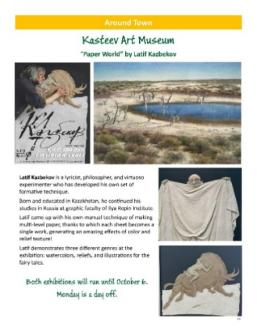 Around Town
Kasteev Art Museum
"Paper World" by Latif Kazbekov
Latif Kazbekov is a lyricist, philosopher, and virtuoso
experimenter who has developed his own set of
formative technique.
Born and educated in Kazakhstan, he continued his
studies in Russia at graphic faculty of Ilya Repin Institute.
Latif came up with his own manual technique of making
multi-level paper, thanks to which each sheet becomes a
single work, generating an amazing effects of color and
relief texture!
Latif demonstrates three different genres at the
exhibition: watercolors, reliefs, and illustrations for the
fairy tales.
Both exhibitions will run until October 6.
Monday is a day off.